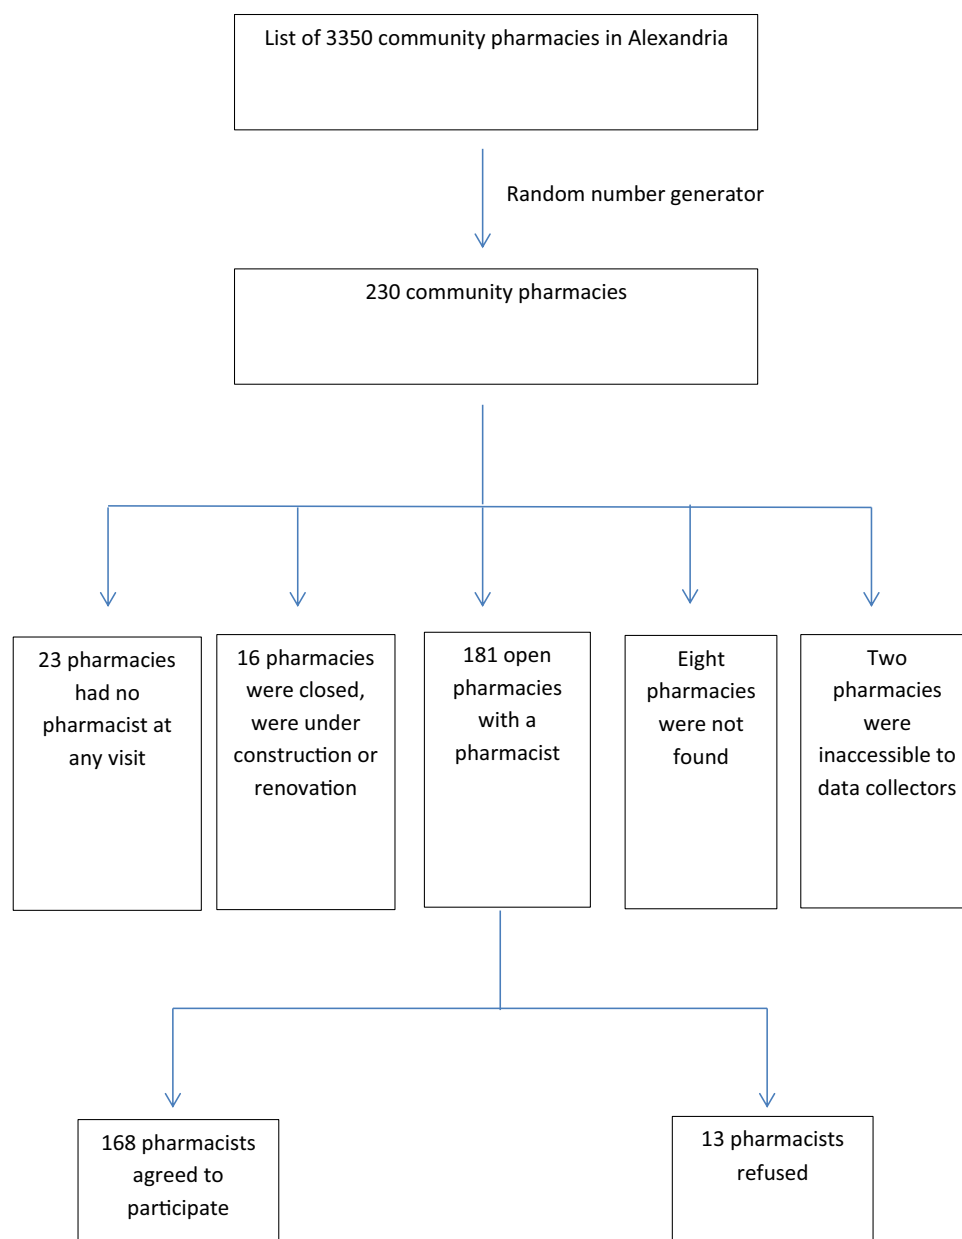 List of 3350 community pharmacies in Alexandria
Random number generator
230 community pharmacies
23 pharmacies
had no
pharmacist at
any visit
16 pharmacies
were closed,
were under
construction or
renovation
181 open
pharmacies
with a
pharmacist
Eight
pharmacies
were not
found
Two
pharmacies
were
inaccessible to
data collectors
168 pharmacists
agreed to
participate
13 pharmacists
refused